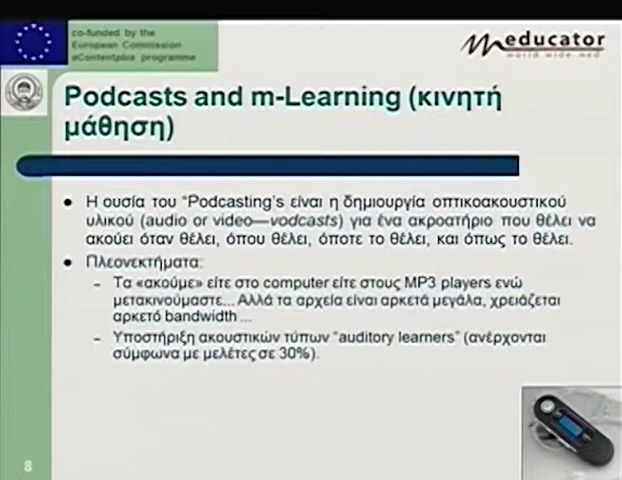 co-funded by the
European Commission
eContentplus programme
educator
world wide med
Podcasts and m-Learning (κινητή
μάθηση)
• Η ουσία του "Podcasting's είναι η δημιουργία οπτικοακουστικού
υλικού (audio or video—vodcasts) για ένα ακροατήριο που θέλει να
ακούει όταν θέλει, όπου θέλει, όποτε το θέλει, και όπως το θέλει.
• Πλεονεκτήματα:
– Τα «ακούμε» είτε στο computer είτε στους MP3 players ενώ
μετακινούμαστε... Αλλά τα αρχεία είναι αρκετά μεγάλα, χρειάζεται
αρκετό bandwidth ...
– Υποστήριξη ακουστικών τύπων "auditory learners" (ανέρχονται
σύμφωνα με μελέτες σε 30%).
8